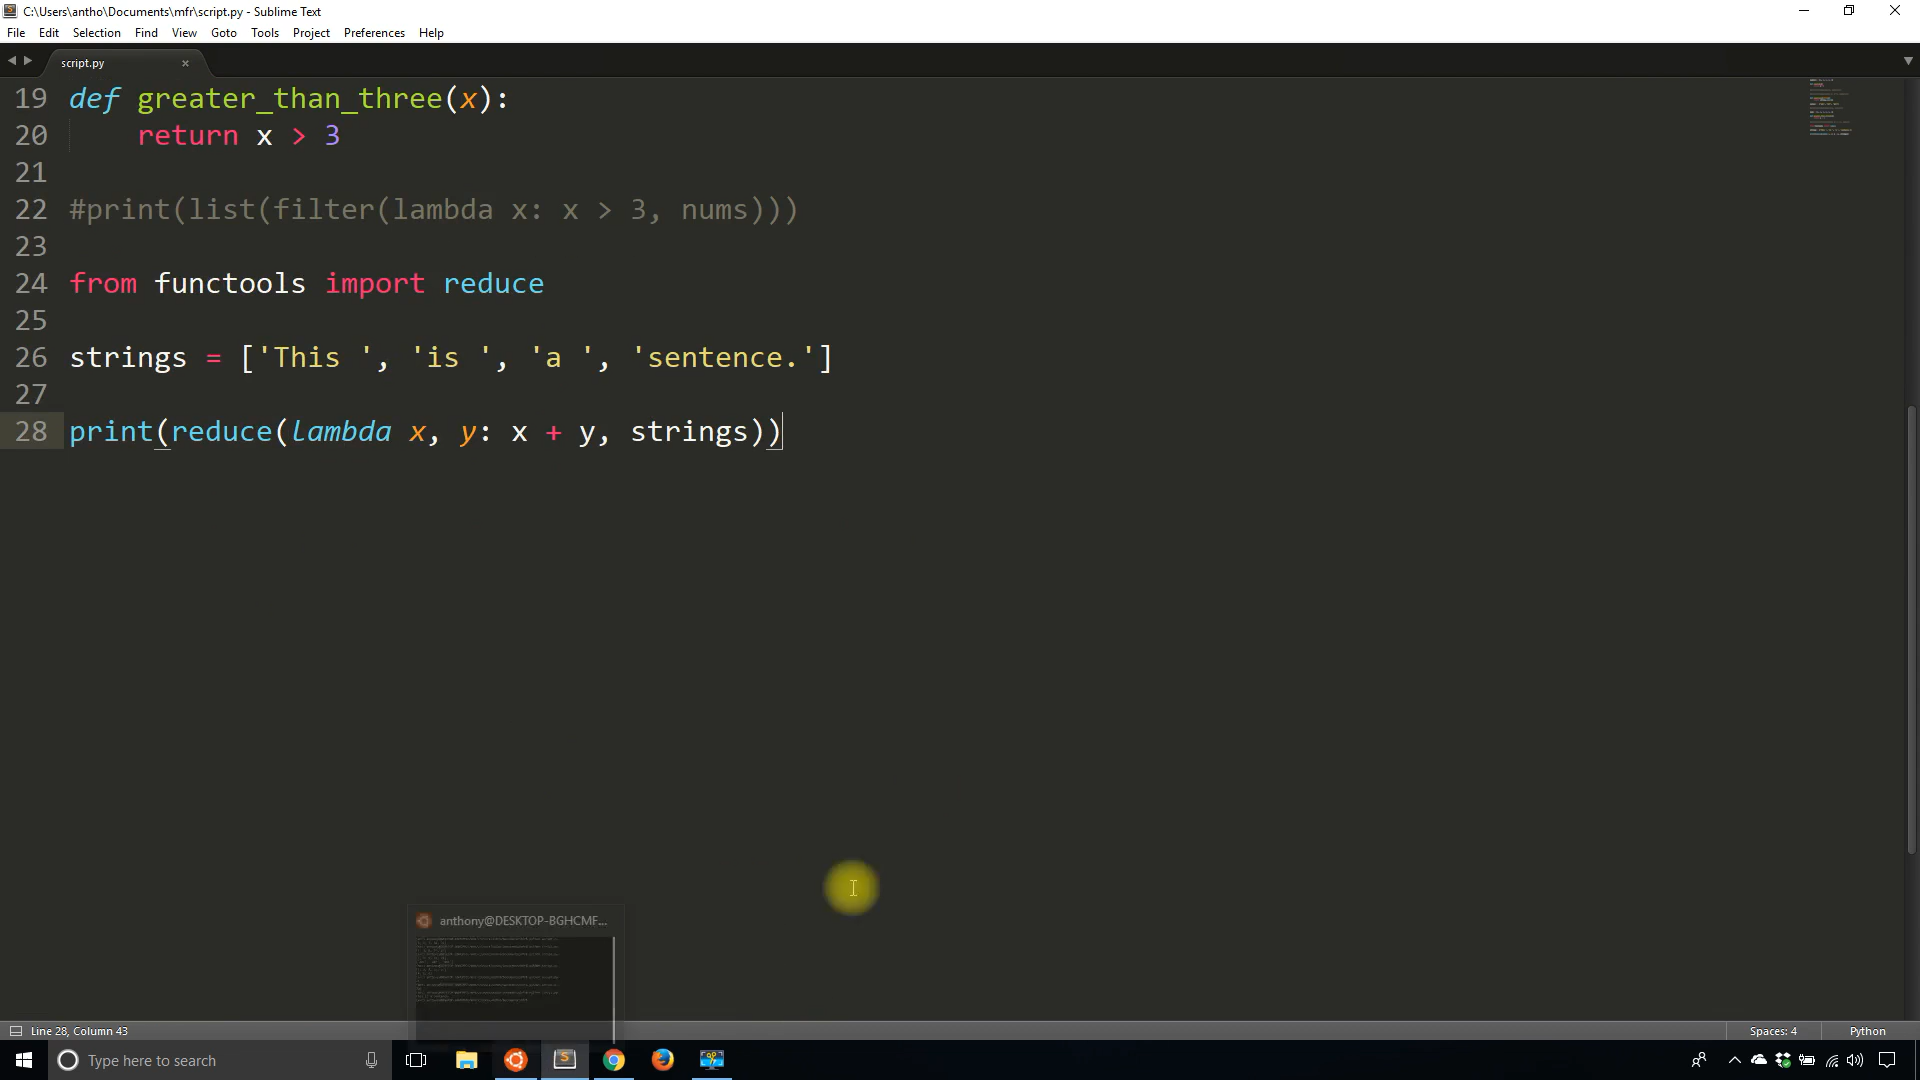 C:\Users\antho\Documents\mfr\script.py - Sublime Text
File Edit Selection Find View Goto Tools Project Preferences Help
script.py
19 def greater_than_three(x):
20     return x > 3
21
22 #print(list(filter(lambda x: x > 3, nums)))
23
24 from functools import reduce
25
26 strings = ['This ', 'is ', 'a ', 'sentence.']
27
28 print(reduce(lambda x, y: x + y, strings))
anthony@DESKTOP-BGHCMF...
Line 28, Column 43 Spaces: 4 Python
Type here to search